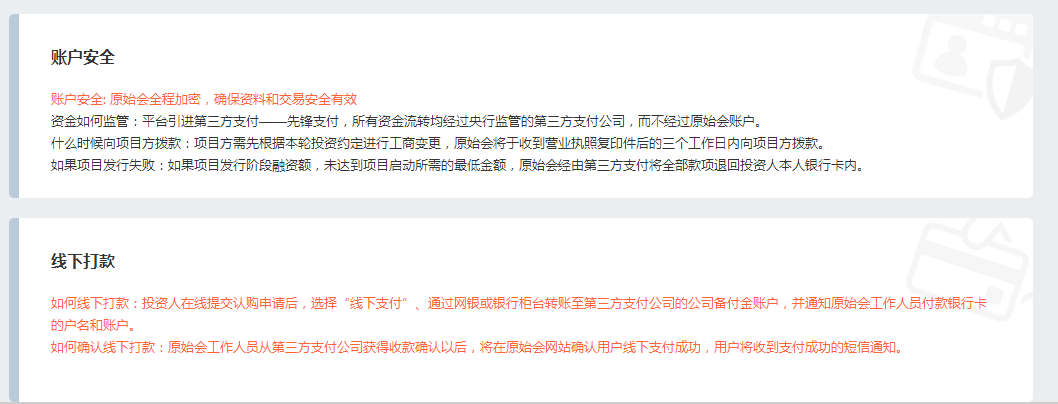 账户安全
账户安全: 原始会全程加密，确保资料和交易安全有效
资金如何监管：平台引进第三方支付——先锋支付，所有资金流转均经过央行监管的第三方支付公司，而不经过原始会账户。
什么时候向项目方拨款：项目方需先根据本轮投资约定进行工商变更，原始会将于收到营业执照复印件后的三个工作日内向项目方拨款。
如果项目发行失败：如果项目发行阶段融资额，未达到项目启动所需的最低金额，原始会经由第三方支付将全部款项退回投资人本人银行卡内。
线下打款
如何线下打款：投资人在线提交认购申请后，选择“线下支付”、通过网银或银行柜台转账至第三方支付公司的公司备付金账户，并通知原始会工作人员付款银行卡
的户名和账户。
如何确认线下打款：原始会工作人员从第三方支付公司获得收款确认以后，将在原始会网站确认用户线下支付成功，用户将收到支付成功的短信通知。